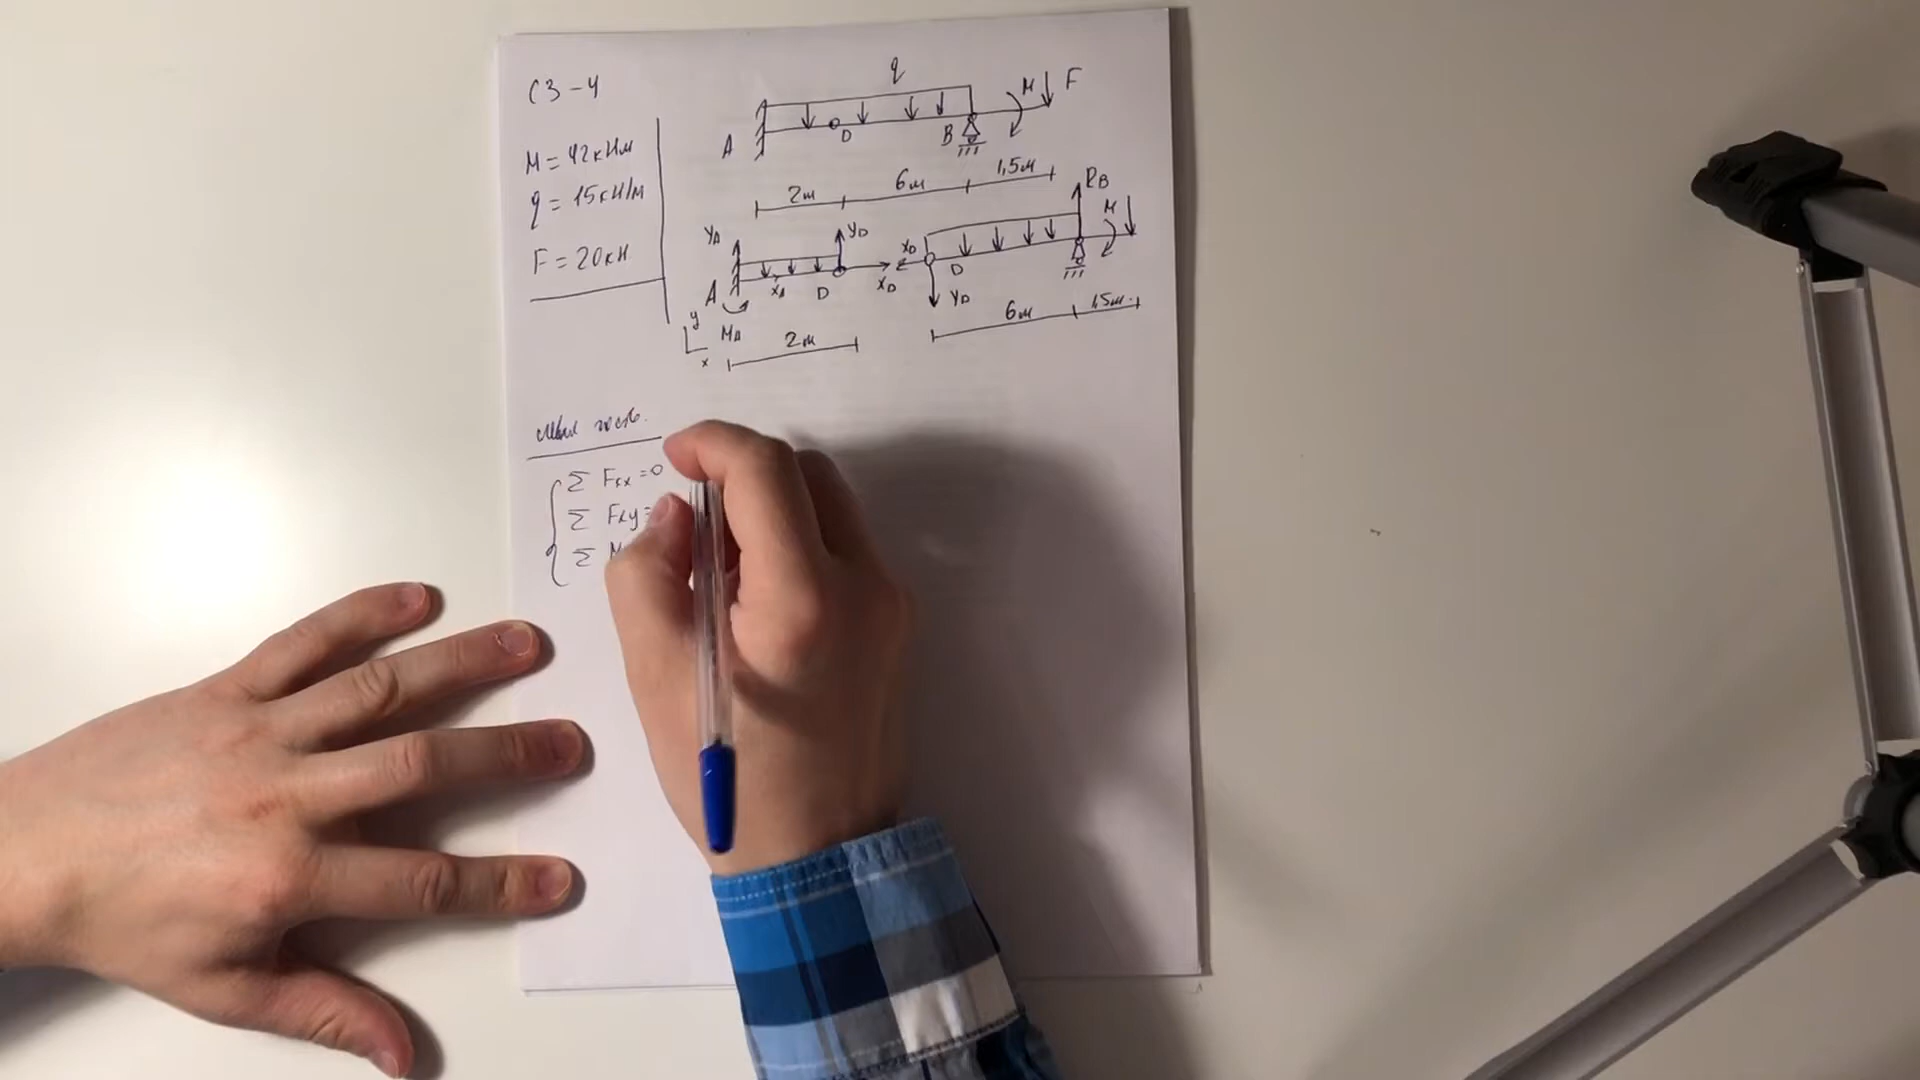 С3-4
M = 42кНм
q = 15кН/м
F = 20кН
q
M F
A D B
2м 6м 1,5м
YA YD
A XA D XD
MA
y
x
2м
RB
M
XD D
YD
6м 1,5м
Σ Fkx = 0
Σ Fky =
Σ M